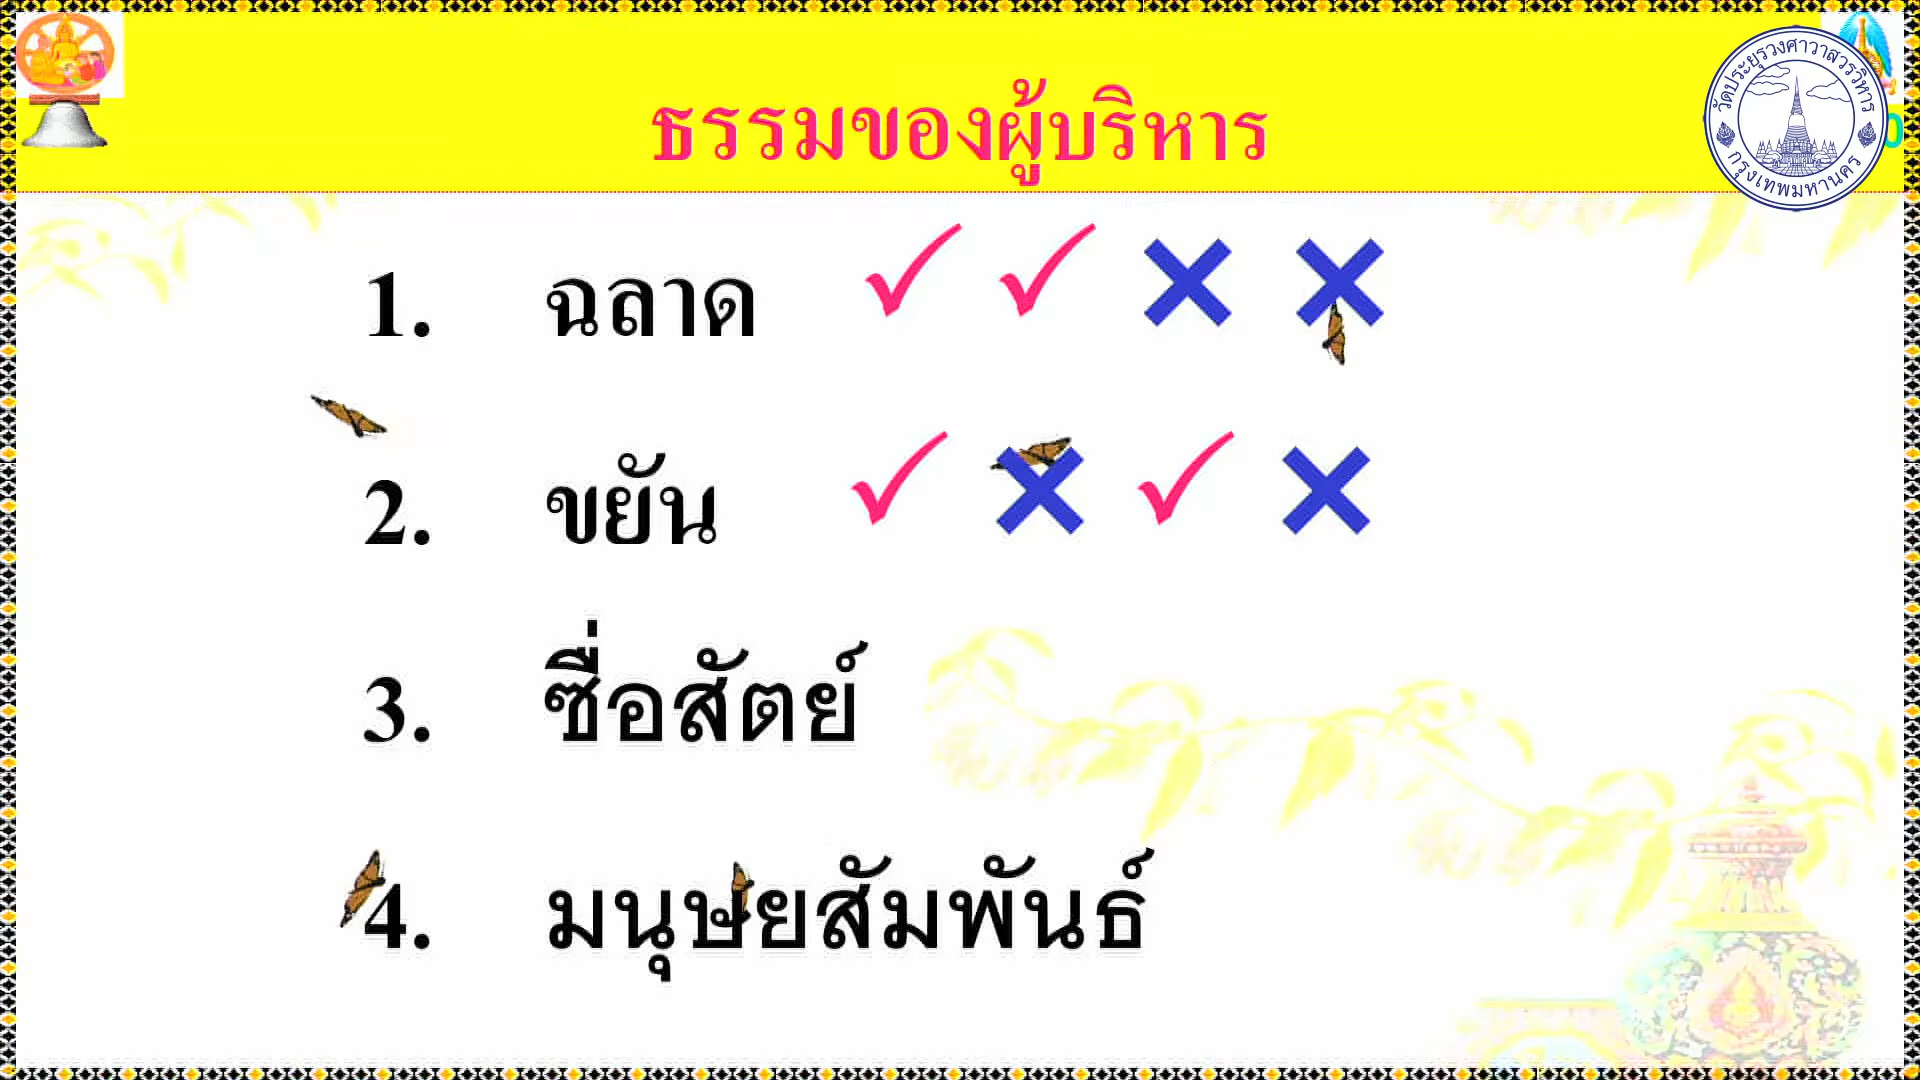 ธรรมของผู้บริหาร
วัดประยุรวงศาวาสวรวิหาร
กรุงเทพมหานคร
1. ฉลาด ✓ ✓ ✕ ✕
2. ขยัน ✓ ✕ ✓ ✕
3. ซื่อสัตย์
4. มนุษยสัมพันธ์